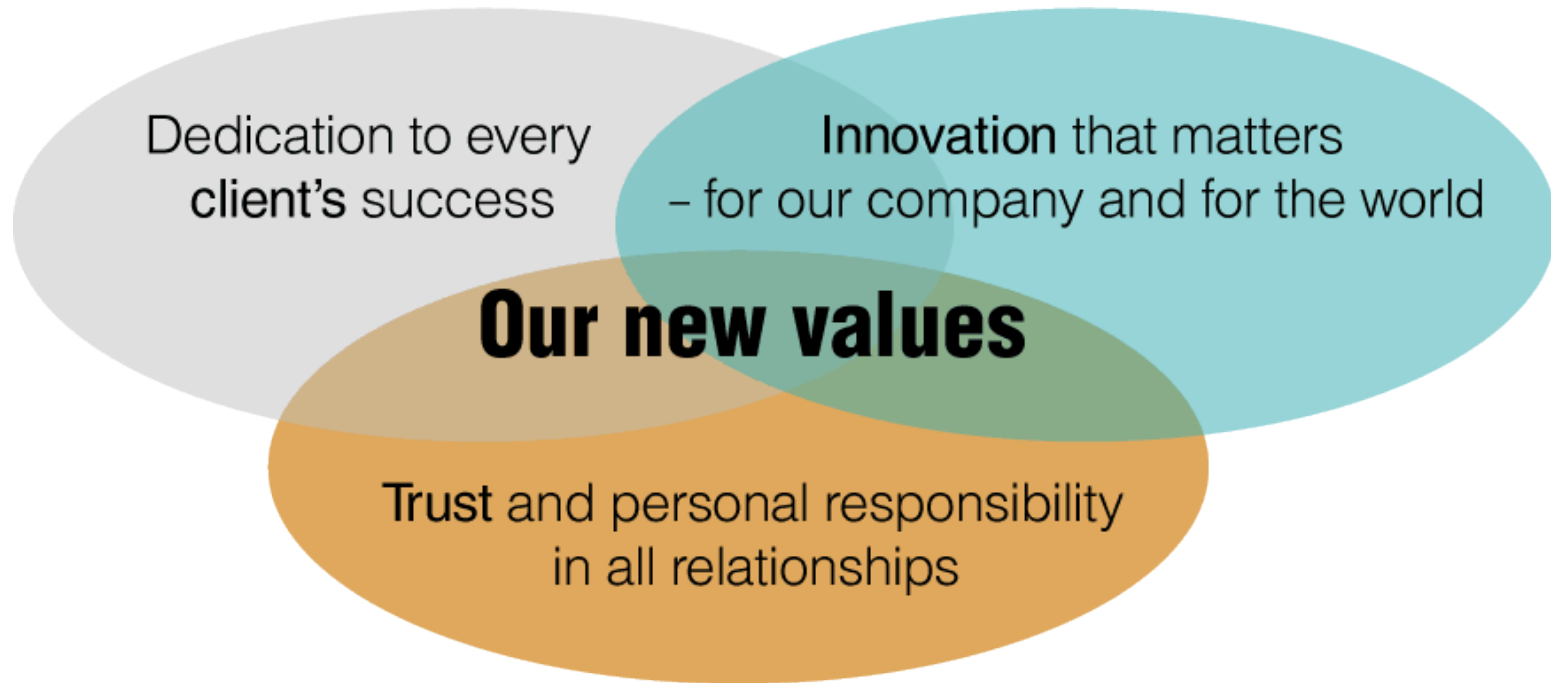 Dedication to every
client's success
Innovation that matters
– for our company and for the world
Our new values
Trust and personal responsibility
in all relationships